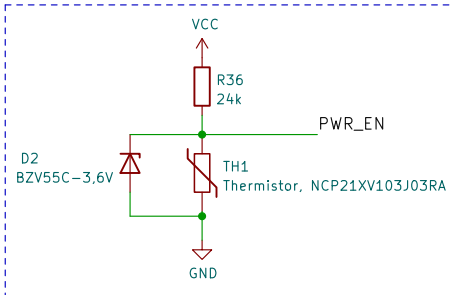 VCC
R36
24k
PWR_EN
D2
BZV55C-3,6V
TH1
Thermistor, NCP21XV103J03RA
GND